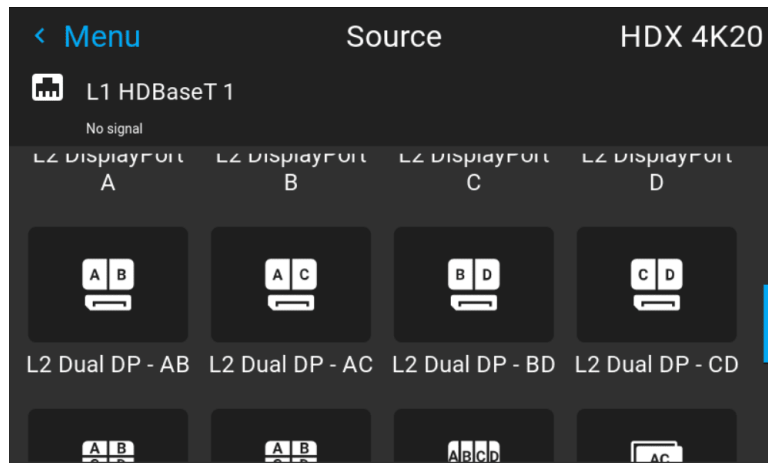 < Menu Source HDX 4K20
L1 HDBaseT 1
No signal
L2 DisplayPort L2 DisplayPort L2 DisplayPort L2 DisplayPort
A B C D
A B A C B D C D
L2 Dual DP - AB L2 Dual DP - AC L2 Dual DP - BD L2 Dual DP - CD
A B A B A B C D AC
C D C D